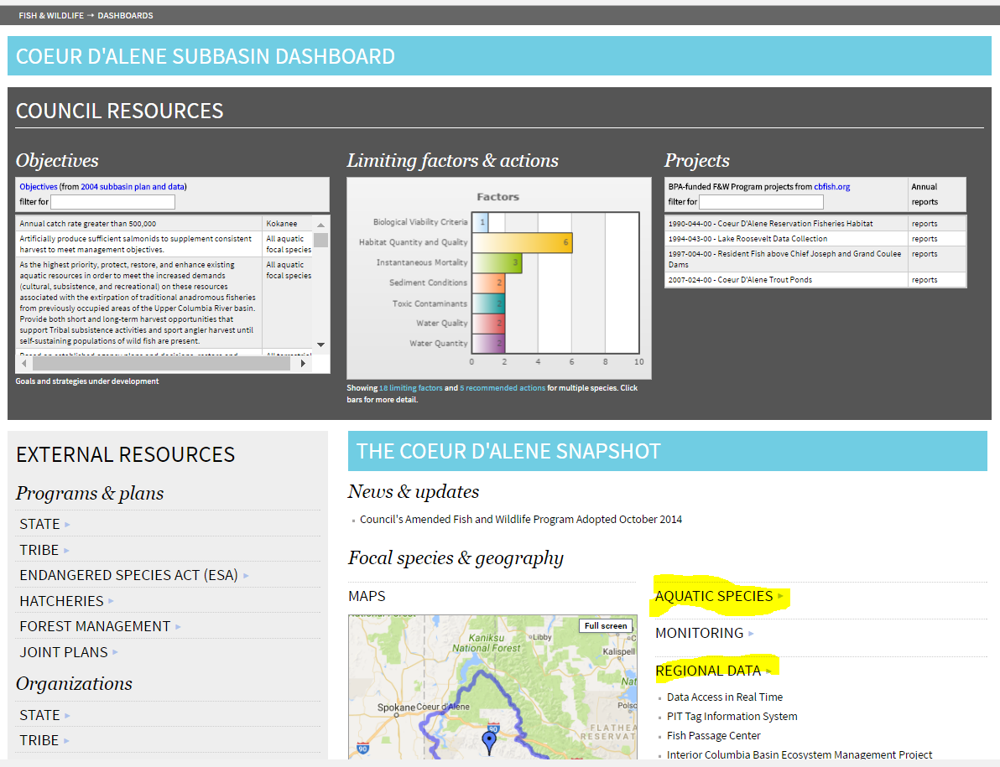 FISH & WILDLIFE → DASHBOARDS
COEUR D'ALENE SUBBASIN DASHBOARD
COUNCIL RESOURCES
Objectives
Objectives (from 2004 subbasin plan and data)
filter for
Annual catch rate greater than 500,000 Kokanee
Artificially produce sufficient salmonids to supplement consistent All aquatic
harvest to meet management objectives. focal species
As the highest priority, protect, restore, and enhance existing All aquatic
aquatic resources in order to meet the increased demands focal species
(cultural, subsistence, and recreational) on these resources
associated with the extirpation of traditional anadromous fisheries
from previously occupied areas of the Upper Columbia River basin.
Provide both short and long-term harvest opportunities that
support Tribal subsistence activities and sport angler harvest until
self-sustaining populations of wild fish are present.
Goals and strategies under development
Limiting factors & actions
Factors
Biological Viability Criteria 1
Habitat Quantity and Quality 6
Instantaneous Mortality 3
Sediment Conditions 2
Toxic Contaminants 2
Water Quality 2
Water Quantity 2
0 2 4 6 8 10
Showing 18 limiting factors and 5 recommended actions for multiple species. Click
bars for more detail.
Projects
BPA-funded F&W Program projects from cbfish.org Annual
filter for reports
1990-044-00 - Coeur D'Alene Reservation Fisheries Habitat reports
1994-043-00 - Lake Roosevelt Data Collection reports
1997-004-00 - Resident Fish above Chief Joseph and Grand Coulee reports
Dams
2007-024-00 - Coeur D'Alene Trout Ponds reports
EXTERNAL RESOURCES
Programs & plans
STATE
TRIBE
ENDANGERED SPECIES ACT (ESA)
HATCHERIES
FOREST MANAGEMENT
JOINT PLANS
Organizations
STATE
TRIBE
THE COEUR D'ALENE SNAPSHOT
News & updates
Council's Amended Fish and Wildlife Program Adopted October 2014
Focal species & geography
MAPS
Full screen
Kaniksu
National Forest
Libby
Kalispell
Spokane
Coeur d'Alene
90
90
AQUATIC SPECIES
MONITORING
REGIONAL DATA
Data Access in Real Time
PIT Tag Information System
Fish Passage Center
Interior Columbia Basin Ecosystem Management Project